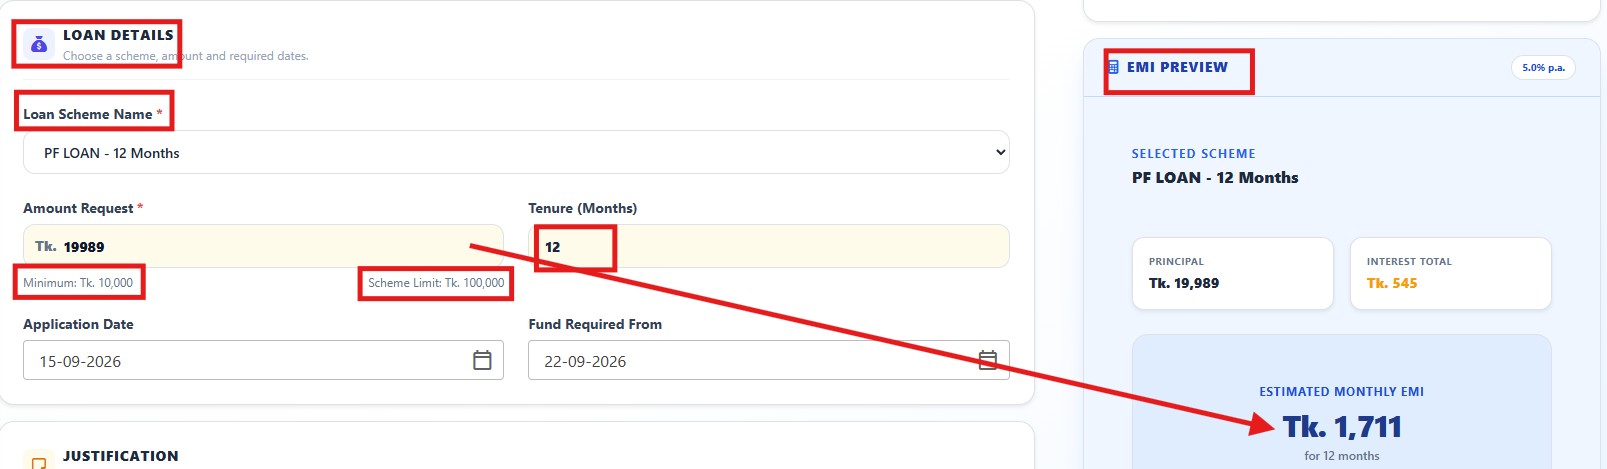 LOAN DETAILS
Choose a scheme, amount and required dates.
Loan Scheme Name *
PF LOAN - 12 Months
Amount Request *
Tk. 19989
Minimum: Tk. 10,000
Scheme Limit: Tk. 100,000
Tenure (Months)
12
Application Date
15-09-2026
Fund Required From
22-09-2026
JUSTIFICATION
EMI PREVIEW
5.0% p.a.
SELECTED SCHEME
PF LOAN - 12 Months
PRINCIPAL
Tk. 19,989
INTEREST TOTAL
Tk. 545
ESTIMATED MONTHLY EMI
Tk. 1,711
for 12 months